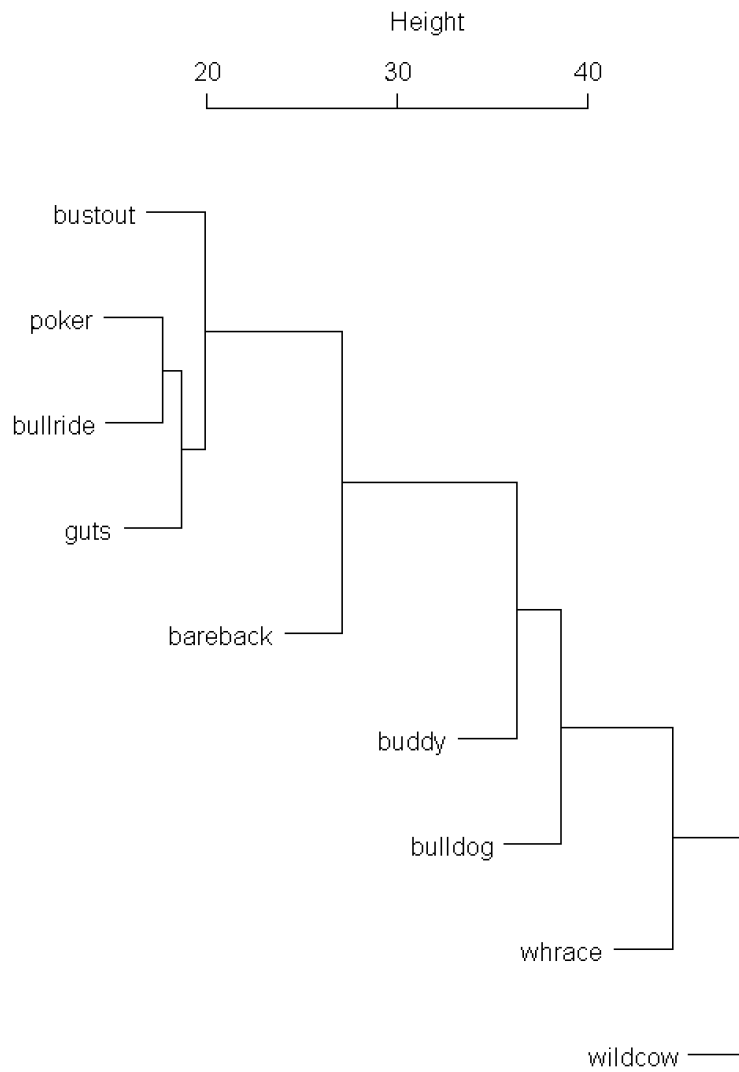 Height
20 30 40
bustout
poker
bullride
guts
bareback
buddy
bulldog
whrace
wildcow